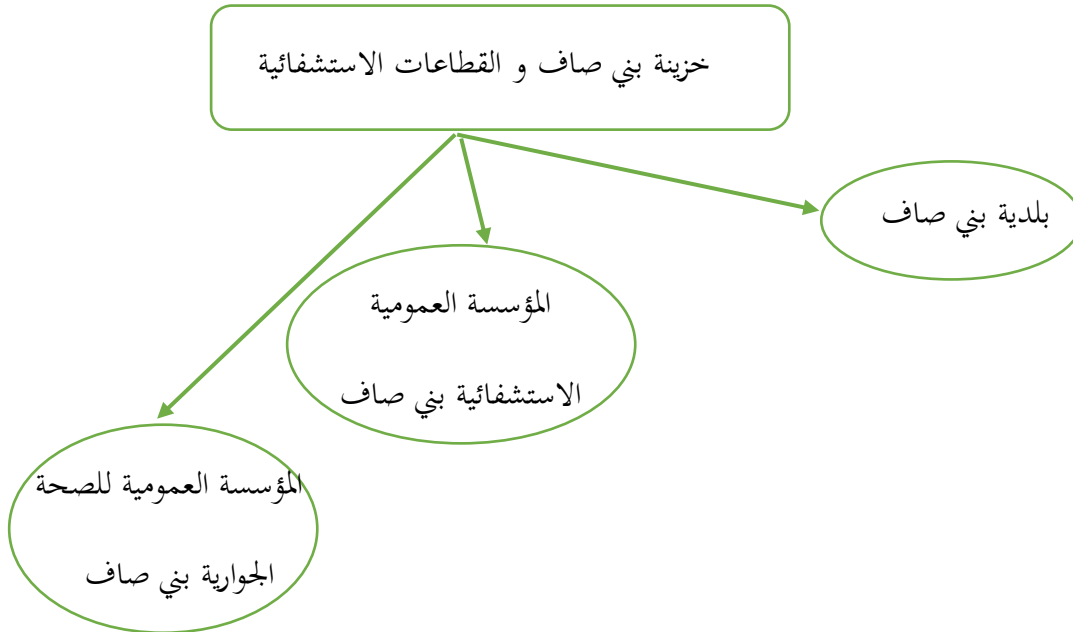 خزينة بني صاف و القطاعات الاستشفائية
بلدية بني صاف
المؤسسة العمومية
الاستشفائية بني صاف
المؤسسة العمومية للصحة
الجوارية بني صاف